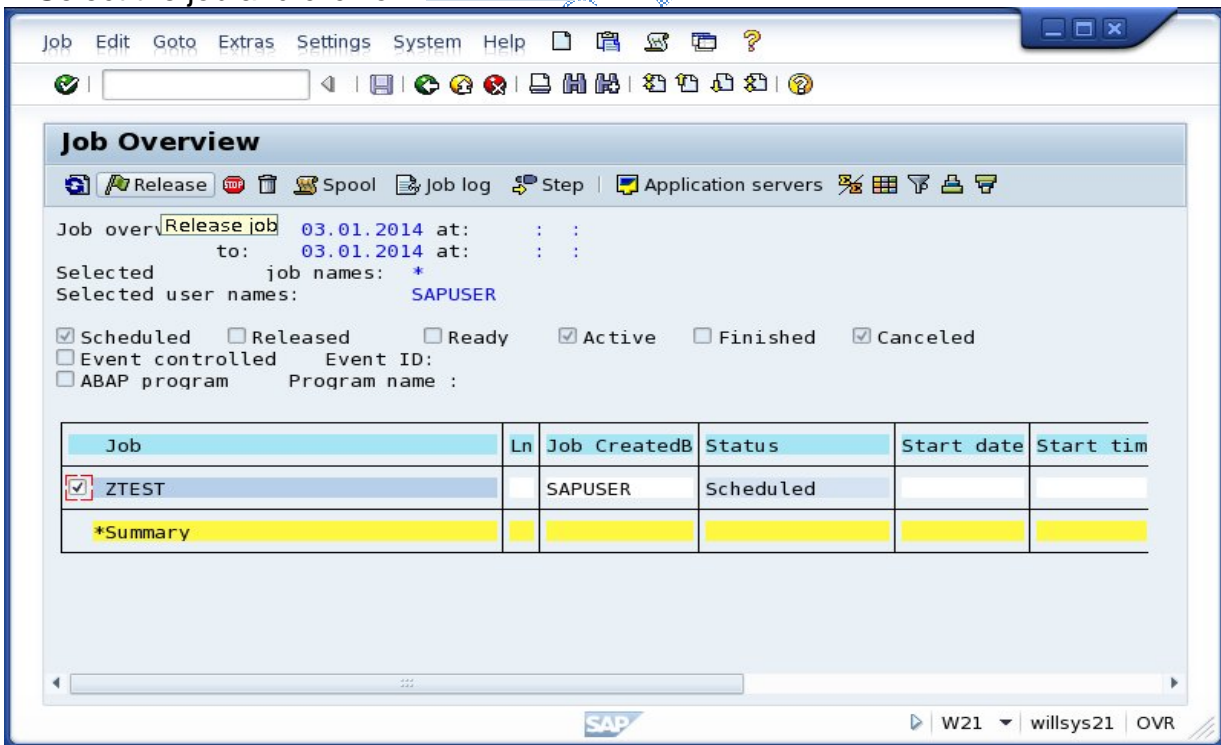 Job Edit Goto Extras Settings System Help
Job Overview
Release Spool Job log Step Application servers
Release job
Job over 03.01.2014 at: : :
to: 03.01.2014 at: : :
Selected job names: *
Selected user names: SAPUSER
Scheduled Released Ready Active Finished Canceled
Event controlled Event ID:
ABAP program Program name :
Job Ln Job CreatedB Status Start date Start tim
ZTEST SAPUSER Scheduled
*Summary
SAP W21 willsys21 OVR